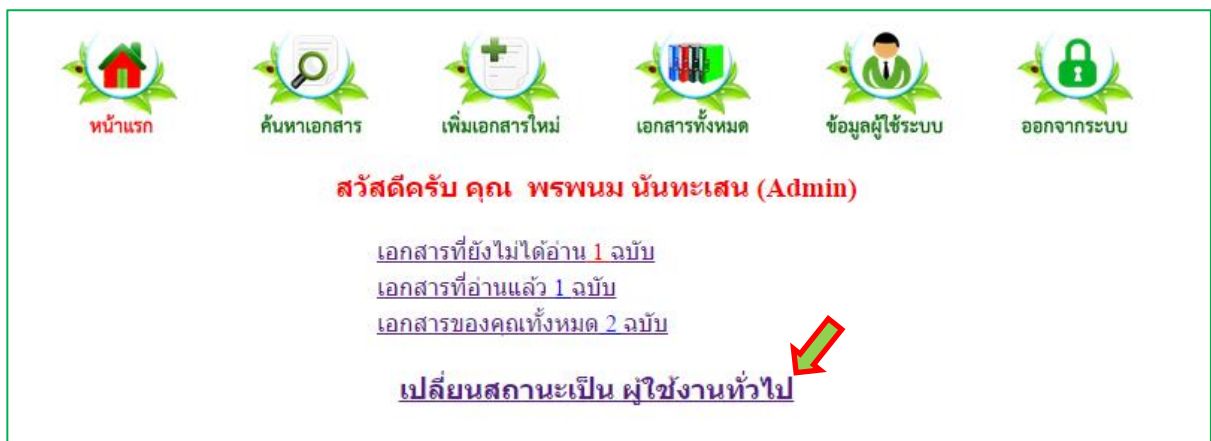 หน้าแรก ค้นหาเอกสาร เพิ่มเอกสารใหม่ เอกสารทั้งหมด ข้อมูลผู้ใช้ระบบ ออกจากระบบ
สวัสดีครับ คุณ พรพนม นันทะเสน (Admin)
เอกสารที่ยังไม่ได้อ่าน 1 ฉบับ
เอกสารที่อ่านแล้ว 1 ฉบับ
เอกสารของคุณทั้งหมด 2 ฉบับ
เปลี่ยนสถานะเป็น ผู้ใช้งานทั่วไป